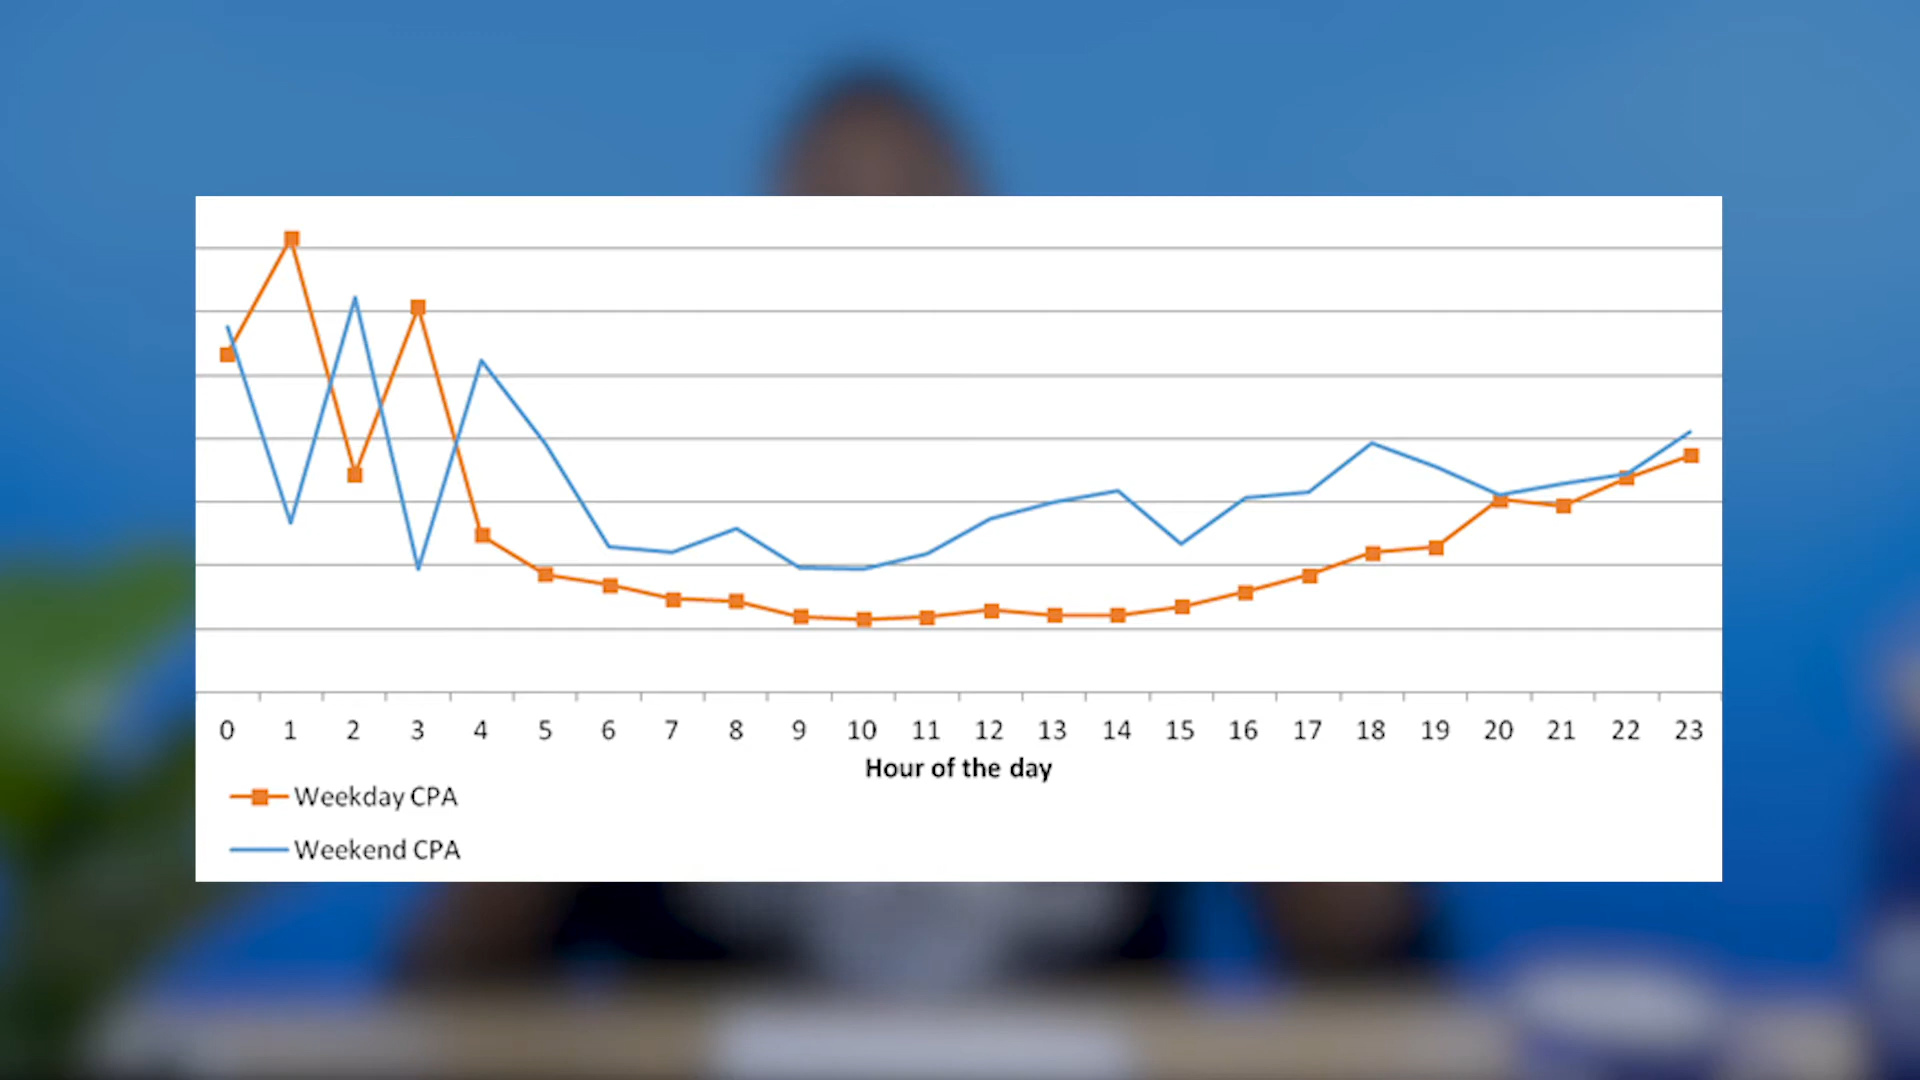 0 1 2 3 4 5 6 7 8 9 10 11 12 13 14 15 16 17 18 19 20 21 22 23
Hour of the day
Weekday CPA
Weekend CPA